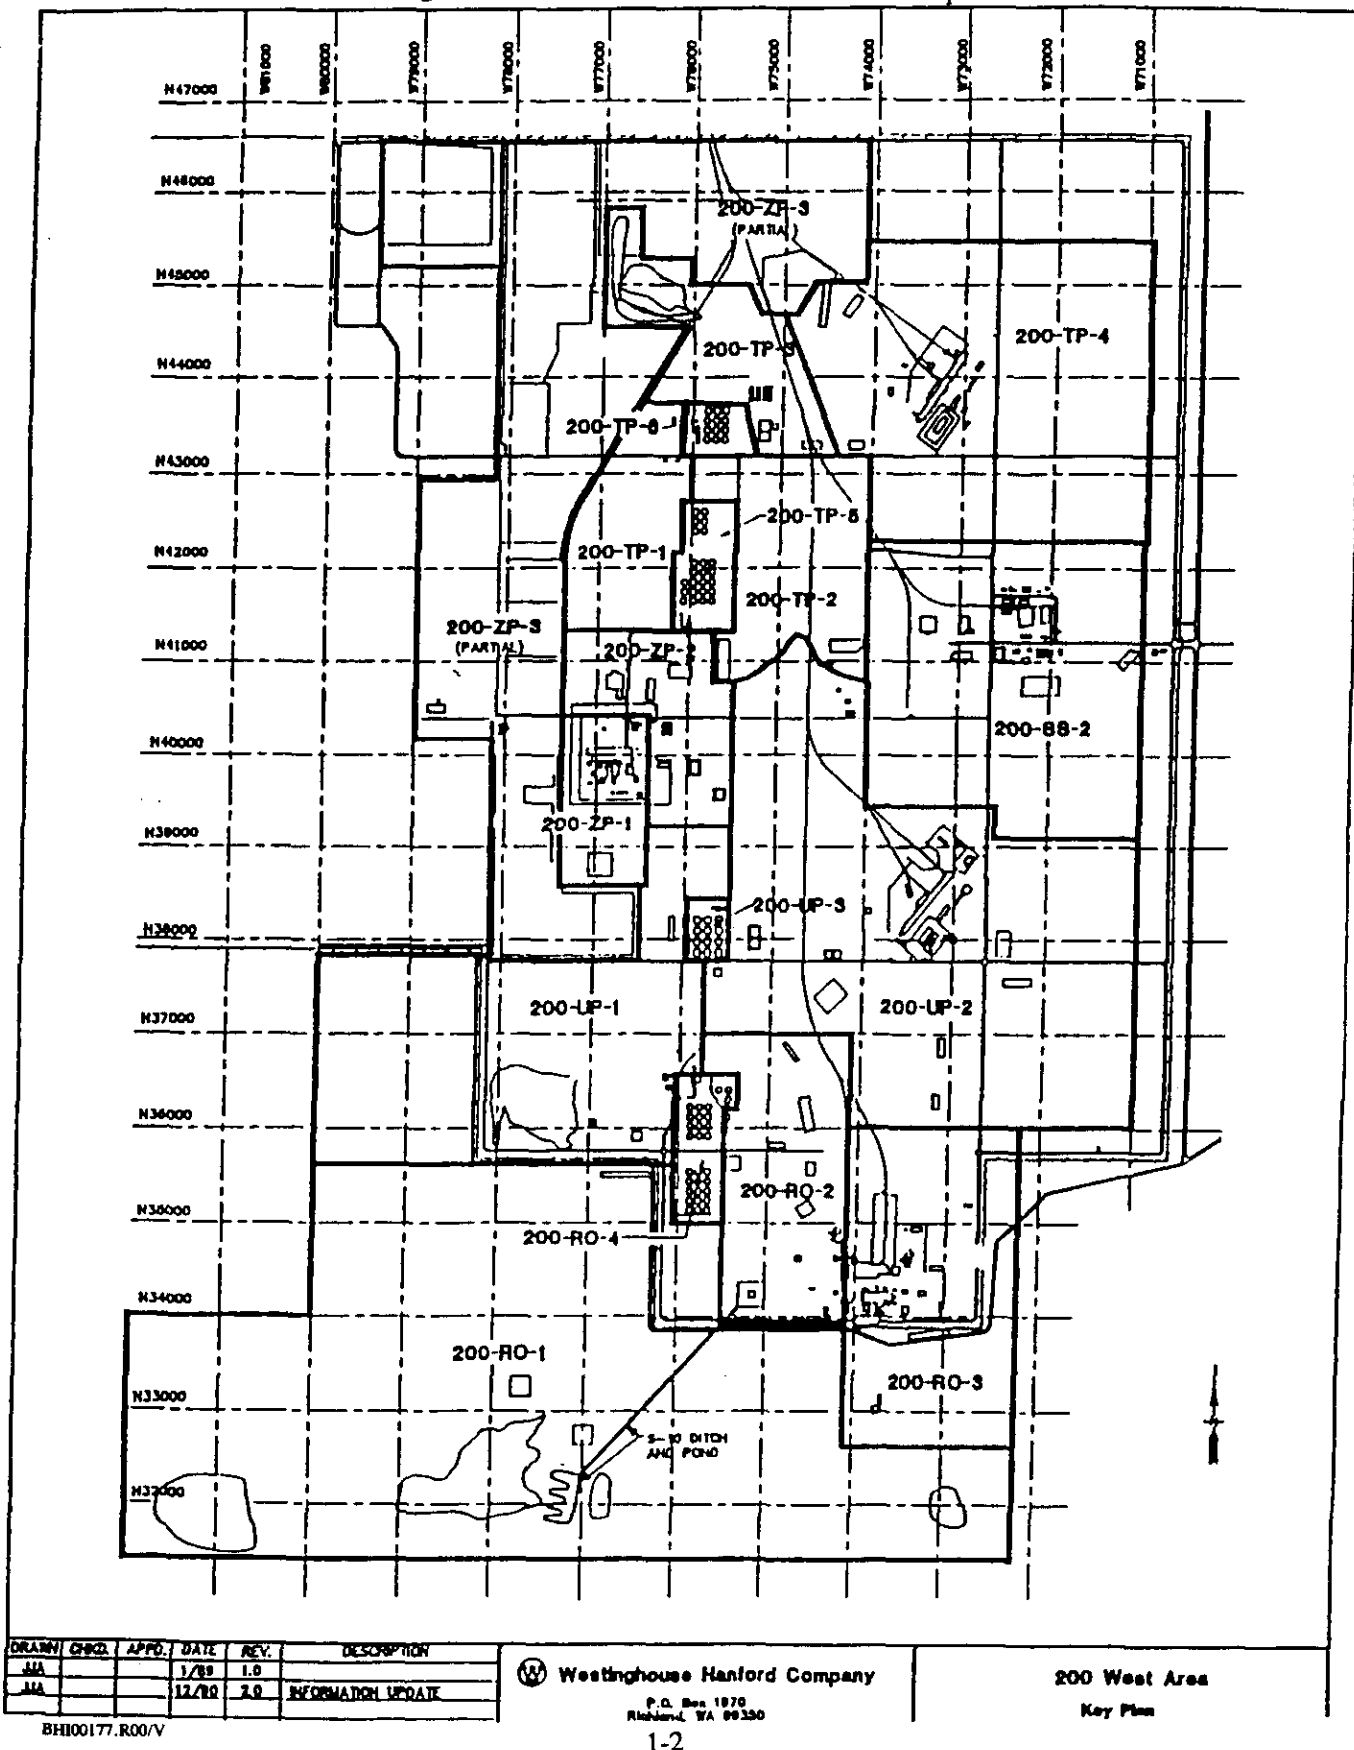 W81000
W80000
W79000
W78000
W77000
W76000
W75000
W74000
W73000
W72000
W71000
N47000
N46000
200-ZP-3
(PARTIAL)
N45000
200-TP-3
200-TP-4
N44000
200-TP-6
N43000
200-TP-5
N42000
200-TP-1
200-TP-2
200-ZP-3
(PARTIAL)
N41000
200-ZP-2
200-SS-2
N40000
200-ZP-1
N39000
200-UP-3
N38000
200-UP-1
200-UP-2
N37000
N36000
200-RO-2
N35000
200-RO-4
N34000
200-RO-1
200-RO-3
N33000
S-10 DITCH
AND POND
N32000
DRAWN CHKD. APPD. DATE REV. DESCRIPTION
JJA 1/89 1.0
JJA 12/90 2.0 INFORMATION UPDATE
W Westinghouse Hanford Company
P.O. Box 1970
Richland, WA 99350
200 West Area
Key Plan
BHI00177.R00/V
1-2